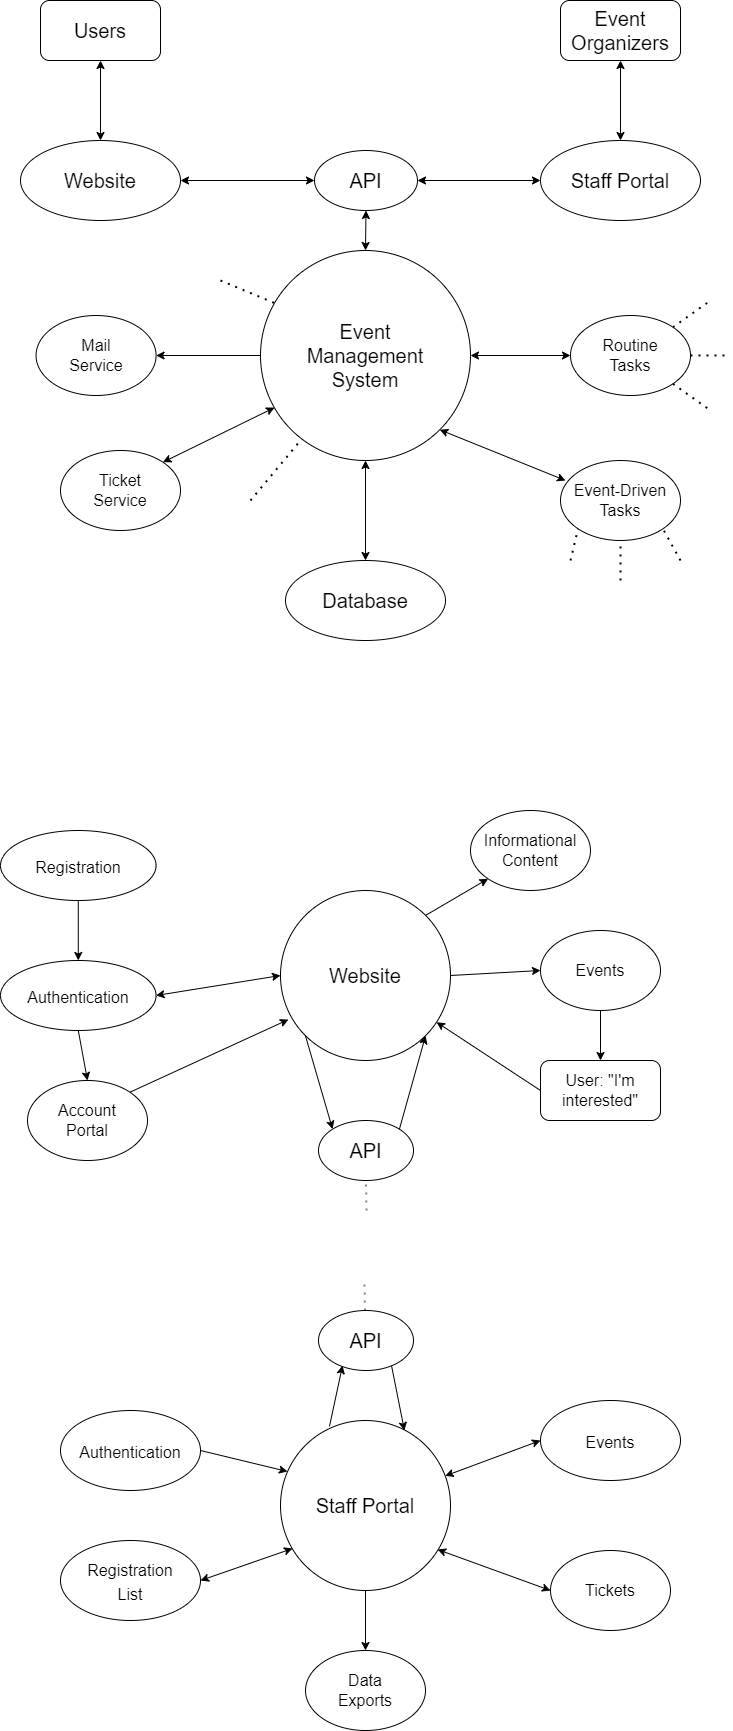 Users
Event
Organizers
Website
API
Staff Portal
Event
Management
System
Mail
Service
Routine
Tasks
Ticket
Service
Event-Driven
Tasks
Database
Informational
Content
Registration
Website
Events
Authentication
User: "I'm
interested"
Account
Portal
API
API
Authentication
Events
Staff Portal
Registration
List
Tickets
Data
Exports